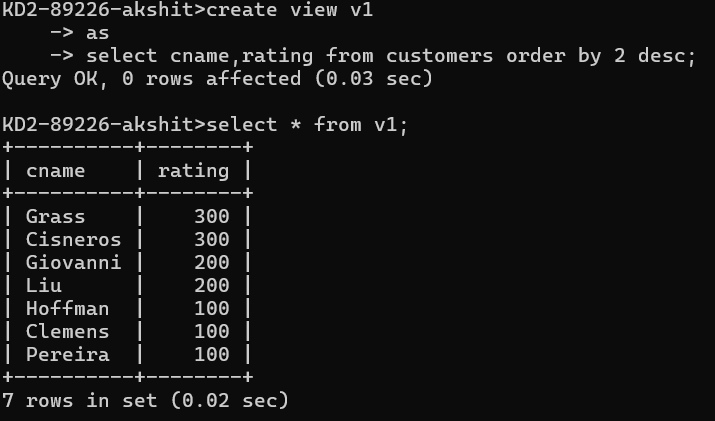 KD2-89226-akshit>create view v1
    -> as
    -> select cname,rating from customers order by 2 desc;
Query OK, 0 rows affected (0.03 sec)

KD2-89226-akshit>select * from v1;
+----------+--------+
| cname    | rating |
+----------+--------+
| Grass    |    300 |
| Cisneros |    300 |
| Giovanni |    200 |
| Liu      |    200 |
| Hoffman  |    100 |
| Clemens  |    100 |
| Pereira  |    100 |
+----------+--------+
7 rows in set (0.02 sec)